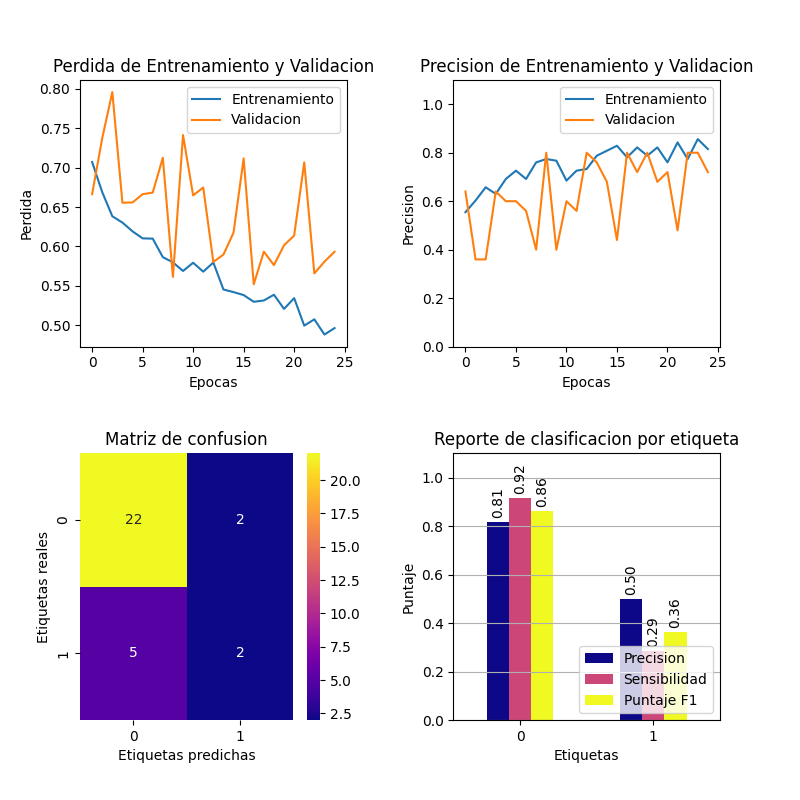 Perdida de Entrenamiento y Validacion
Entrenamiento
Validacion
0.80
0.75
0.70
0.65
0.60
0.55
0.50
Perdida
0 5 10 15 20 25
Epocas
Precision de Entrenamiento y Validacion
Entrenamiento
Validacion
1.0
0.8
0.6
0.4
0.2
0.0
Precision
0 5 10 15 20 25
Epocas
Matriz de confusion
22 2
5 2
0
1
Etiquetas reales
0 1
Etiquetas predichas
20.0
17.5
15.0
12.5
10.0
7.5
5.0
2.5
Reporte de clasificacion por etiqueta
1.0
0.8
0.6
0.4
0.2
0.0
Puntaje
0.81 0.92 0.86
0.50 0.29 0.36
Precision
Sensibilidad
Puntaje F1
0 1
Etiquetas